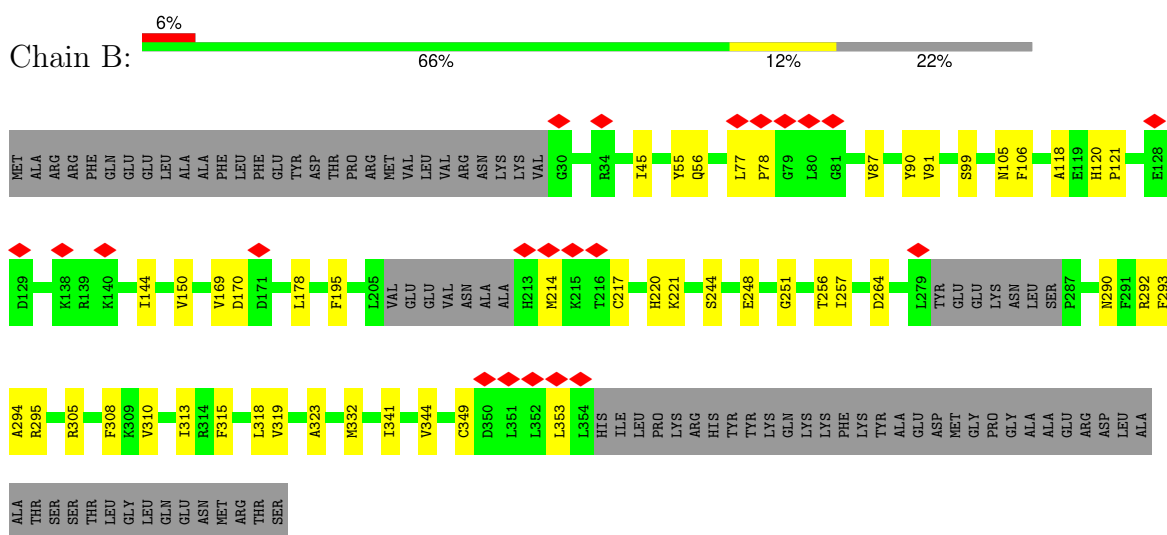 6%
Chain B:
66% 12% 22%
MET ALA ARG ARG PHE GLN GLU GLU LEU ALA ALA PHE LEU PHE GLU TYR ASP THR PRO ARG MET VAL LEU VAL ARG ASN LYS LYS VAL G30 R34 I45 Y55 Q56 L77 P78 G79 L80 G81 V87 Y90 V91 S99 N105 F106 A118 E119 H120 P121 E128
D129 K138 R139 K140 I144 V150 V169 D170 D171 L178 F195 L205 VAL GLU GLU VAL ASN ALA ALA H213 M214 K215 T216 C217 H220 K221 S244 E248 G251 T256 I257 D264 L279 TYR GLU GLU LYS ASN LEU SER P287 N290 F291 R292 F293
A294 R295 R305 F308 K309 V310 I313 R314 F315 L318 V319 A323 M332 I341 V344 C349 D350 L351 L352 L353 L354 HIS ILE LEU PRO LYS ARG HIS TYR TYR LYS GLN LYS LYS PHE LYS TYR ALA GLU ASP MET GLY PRO GLY ALA ALA GLU ARG ASP LEU ALA
ALA THR SER SER THR LEU GLY LEU GLN GLU ASN MET ARG THR SER